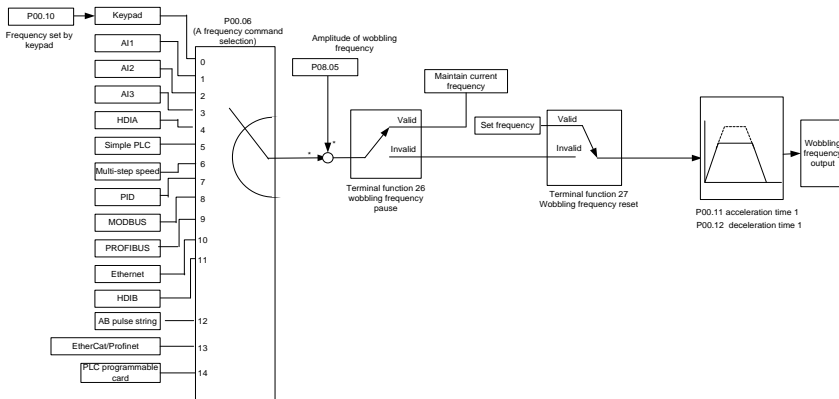 P00.10
Frequency set by
keypad
Keypad
AI1
AI2
AI3
HDIA
Simple PLC
Multi-step speed
PID
MODBUS
PROFIBUS
Ethernet
HDIB
AB pulse string
EtherCat/Profinet
PLC programmable
card
P00.06
(A frequency command
selection)
0
1
2
3
4
5
6
7
8
9
10
11
12
13
14
Amplitude of wobbling
frequency
P08.05
*
*
Maintain current
frequency
Valid
Invalid
Terminal function 26
wobbling frequency
pause
Set frequency
Valid
Invalid
Terminal function 27
Wobbling frequency reset
P00.11 acceleration time 1
P00.12 deceleration time 1
Wobbling
frequency
output